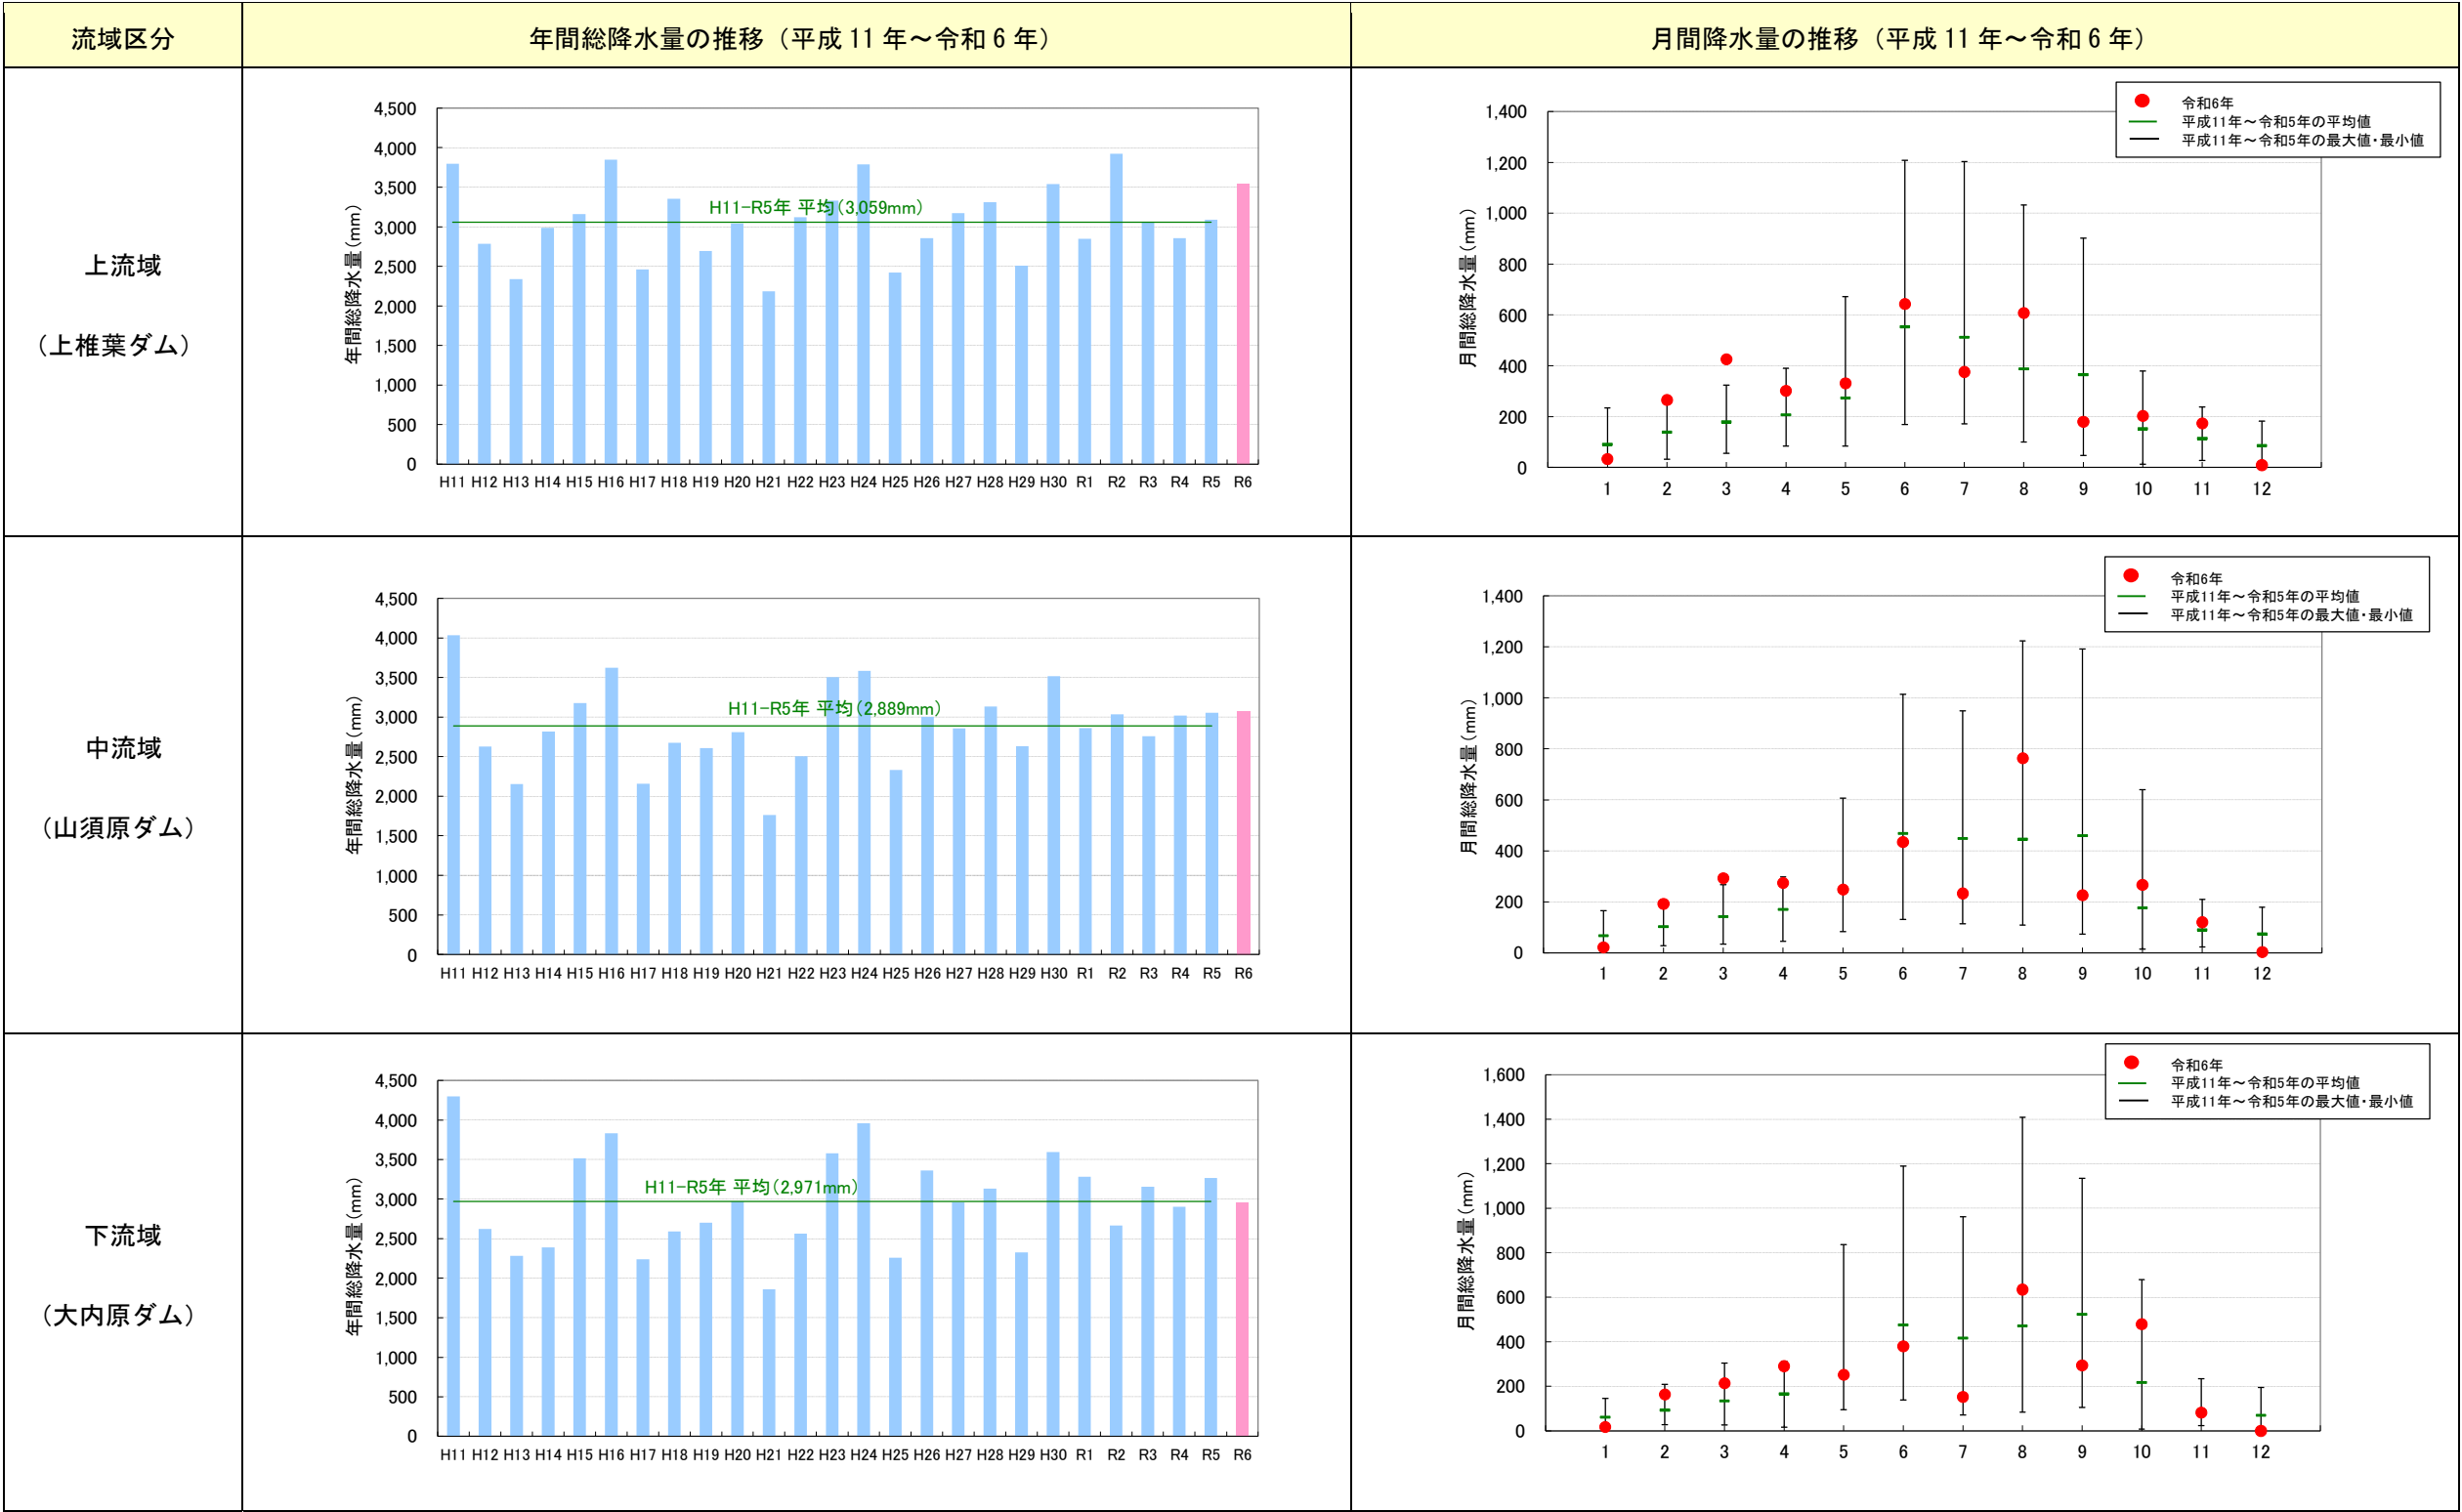 流域区分
年間総降水量の推移（平成 11 年～令和 6 年）
月間降水量の推移（平成 11 年～令和 6 年）
上流域
（上椎葉ダム）
年間総降水量(mm)
4,500
4,000
3,500
3,000
2,500
2,000
1,500
1,000
500
0
H11-R5年 平均(3,059mm)
H11 H12 H13 H14 H15 H16 H17 H18 H19 H20 H21 H22 H23 H24 H25 H26 H27 H28 H29 H30 R1 R2 R3 R4 R5 R6
月間総降水量(mm)
1,400
1,200
1,000
800
600
400
200
0
令和6年
平成11年～令和5年の平均値
平成11年～令和5年の最大値・最小値
1 2 3 4 5 6 7 8 9 10 11 12
中流域
（山須原ダム）
年間総降水量(mm)
4,500
4,000
3,500
3,000
2,500
2,000
1,500
1,000
500
0
H11-R5年 平均(2,889mm)
H11 H12 H13 H14 H15 H16 H17 H18 H19 H20 H21 H22 H23 H24 H25 H26 H27 H28 H29 H30 R1 R2 R3 R4 R5 R6
月間総降水量(mm)
1,400
1,200
1,000
800
600
400
200
0
令和6年
平成11年～令和5年の平均値
平成11年～令和5年の最大値・最小値
1 2 3 4 5 6 7 8 9 10 11 12
下流域
（大内原ダム）
年間総降水量(mm)
4,500
4,000
3,500
3,000
2,500
2,000
1,500
1,000
500
0
H11-R5年 平均(2,971mm)
H11 H12 H13 H14 H15 H16 H17 H18 H19 H20 H21 H22 H23 H24 H25 H26 H27 H28 H29 H30 R1 R2 R3 R4 R5 R6
月間総降水量(mm)
1,600
1,400
1,200
1,000
800
600
400
200
0
令和6年
平成11年～令和5年の平均値
平成11年～令和5年の最大値・最小値
1 2 3 4 5 6 7 8 9 10 11 12